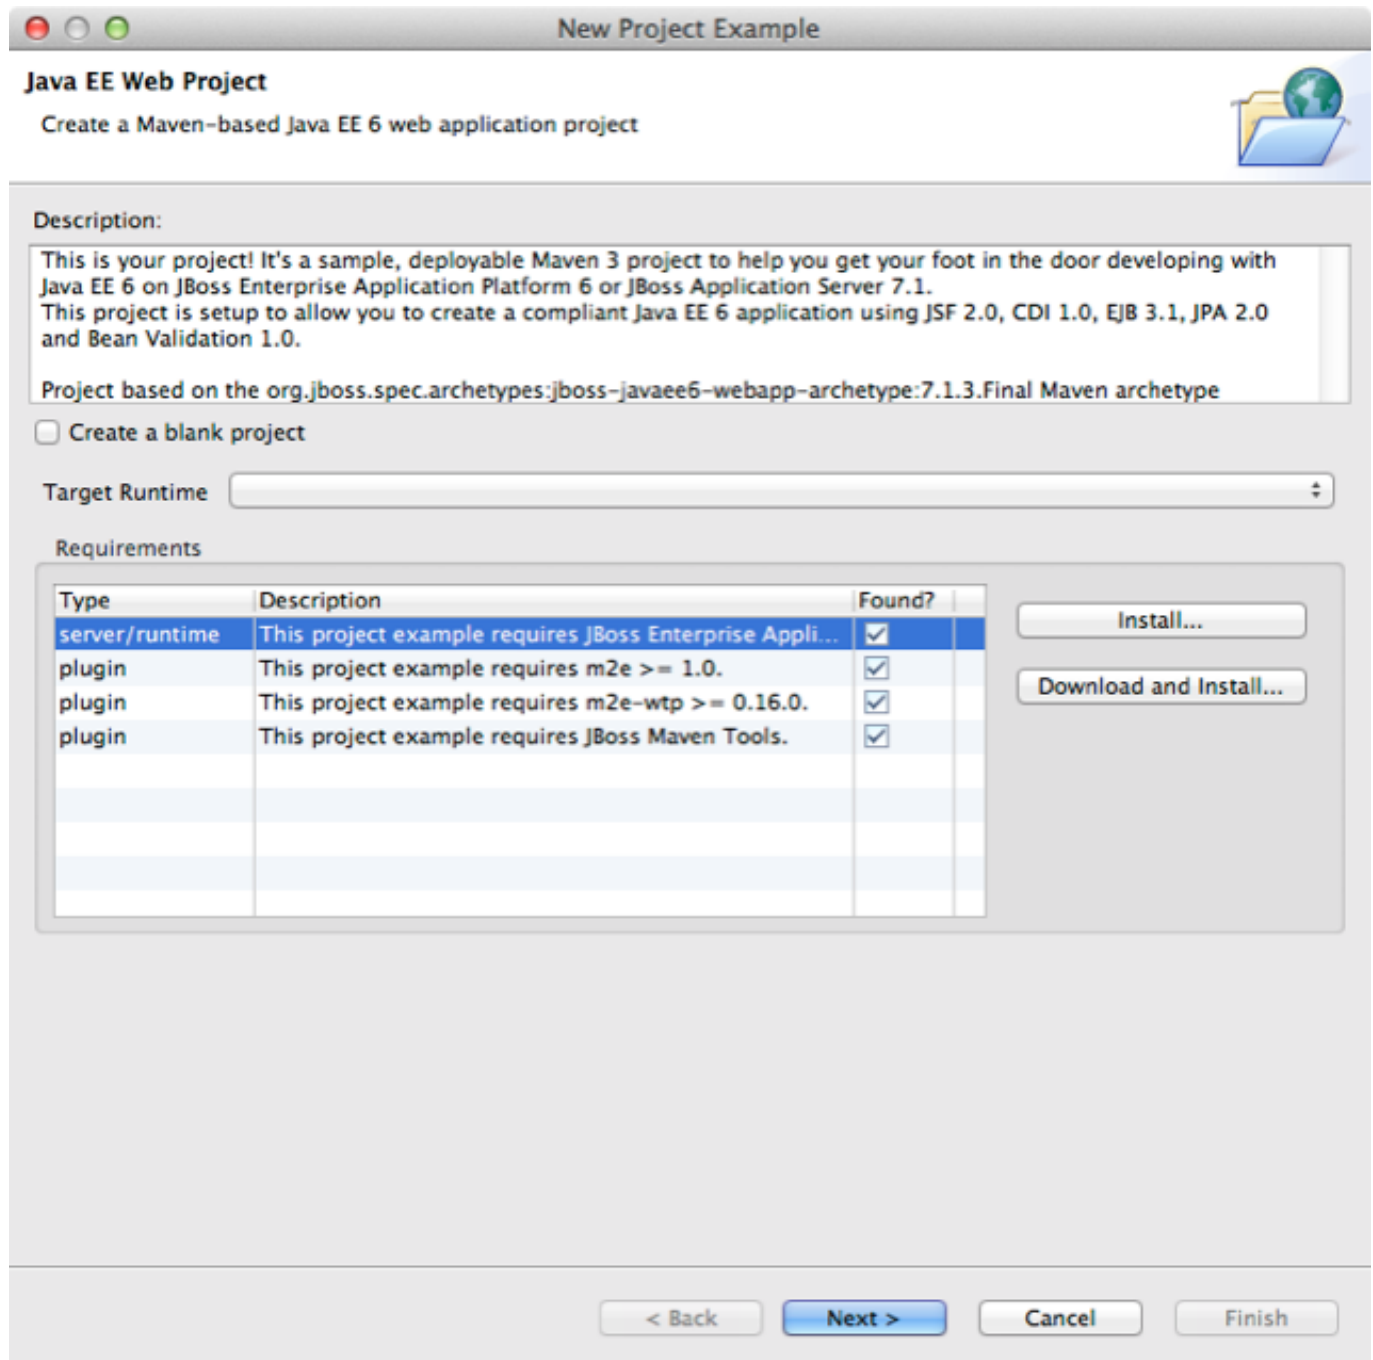 New Project Example
Java EE Web Project
Create a Maven-based Java EE 6 web application project
Description:
This is your project! It's a sample, deployable Maven 3 project to help you get your foot in the door developing with
Java EE 6 on JBoss Enterprise Application Platform 6 or JBoss Application Server 7.1.
This project is setup to allow you to create a compliant Java EE 6 application using JSF 2.0, CDI 1.0, EJB 3.1, JPA 2.0
and Bean Validation 1.0.
Project based on the org.jboss.spec.archetypes:jboss-javaee6-webapp-archetype:7.1.3.Final Maven archetype
Create a blank project
Target Runtime
Requirements
Type Description Found?
server/runtime This project example requires JBoss Enterprise Appli...
plugin This project example requires m2e >= 1.0.
plugin This project example requires m2e-wtp >= 0.16.0.
plugin This project example requires JBoss Maven Tools.
Install...
Download and Install...
< Back Next > Cancel Finish